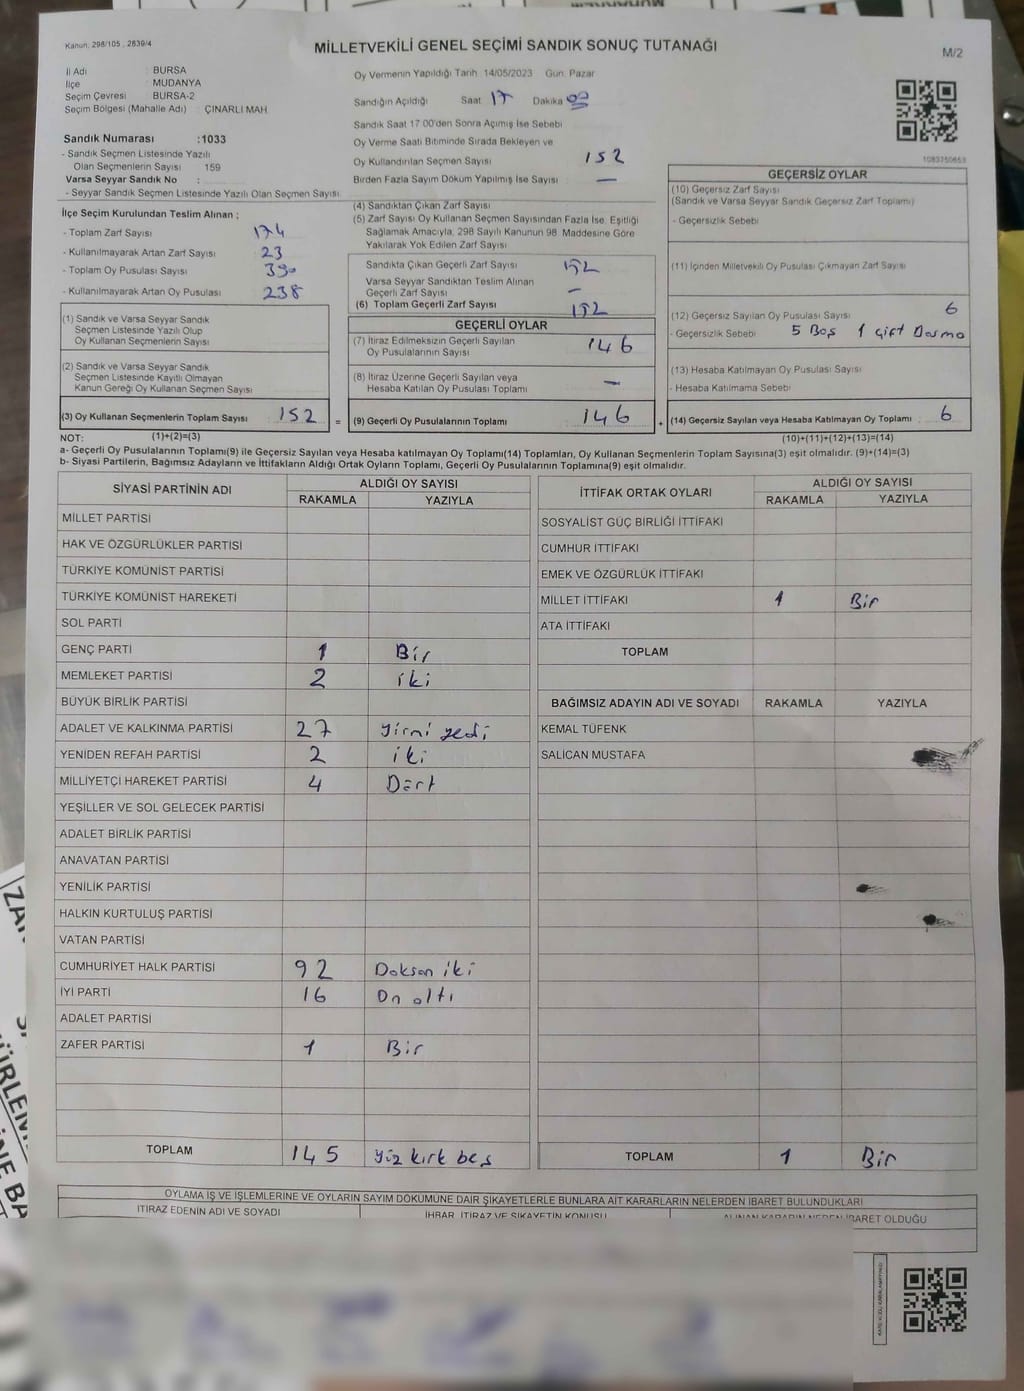 Kanun: 298/105 , 2839/4
MİLLETVEKİLİ GENEL SEÇİMİ SANDIK SONUÇ TUTANAĞI
M/2
İl Adı : BURSA
İlçe : MUDANYA
Seçim Çevresi : BURSA-2
Seçim Bölgesi (Mahalle Adı) : ÇINARLI MAH.
Sandık Numarası :1033
- Sandık Seçmen Listesinde Yazılı
Olan Seçmenlerin Sayısı : 159
Varsa Seyyar Sandık No :
- Seyyar Sandık Seçmen Listesinde Yazılı Olan Seçmen Sayısı:
Oy Vermenin Yapıldığı Tarih: 14/05/2023 Gün: Pazar
Sandığın Açıldığı Saat 17 Dakika 00
Sandık Saat 17:00'den Sonra Açılmış İse Sebebi
Oy Verme Saati Bitiminde Sırada Bekleyen ve
Oy Kullandırılan Seçmen Sayısı : 152
Birden Fazla Sayım Döküm Yapılmış İse Sayısı : —
1083750653
İlçe Seçim Kurulundan Teslim Alınan ;
- Toplam Zarf Sayısı : 174
- Kullanılmayarak Artan Zarf Sayısı : 23
- Toplam Oy Pusulası Sayısı : 390
- Kullanılmayarak Artan Oy Pusulası : 238
(4) Sandıktan Çıkan Zarf Sayısı :
(5) Zarf Sayısı Oy Kullanan Seçmen Sayısından Fazla İse, Eşitliği
Sağlamak Amacıyla, 298 Sayılı Kanunun 98. Maddesine Göre
Yakılarak Yok Edilen Zarf Sayısı :
Sandıkta Çıkan Geçerli Zarf Sayısı : 152
Varsa Seyyar Sandıktan Teslim Alınan
Geçerli Zarf Sayısı : —
(6) Toplam Geçerli Zarf Sayısı : 152
GEÇERSİZ OYLAR
(10) Geçersiz Zarf Sayısı :
(Sandık ve Varsa Seyyar Sandık Geçersiz Zarf Toplamı)
- Geçersizlik Sebebi :
(11) İçinden Milletvekili Oy Pusulası Çıkmayan Zarf Sayısı :
(12) Geçersiz Sayılan Oy Pusulası Sayısı : 6
- Geçersizlik Sebebi : 5 Boş 1 Çift Basma
(13) Hesaba Katılmayan Oy Pusulası Sayısı :
- Hesaba Katılmama Sebebi :
(1) Sandık ve Varsa Seyyar Sandık
Seçmen Listesinde Yazılı Olup
Oy Kullanan Seçmenlerin Sayısı :
(2) Sandık ve Varsa Seyyar Sandık
Seçmen Listesinde Kayıtlı Olmayan
Kanun Gereği Oy Kullanan Seçmen Sayısı :
GEÇERLİ OYLAR
(7) İtiraz Edilmeksizin Geçerli Sayılan
Oy Pusulalarının Sayısı : 146
(8) İtiraz Üzerine Geçerli Sayılan veya
Hesaba Katılan Oy Pusulası Toplamı : —
(3) Oy Kullanan Seçmenlerin Toplam Sayısı : 152 = (9) Geçerli Oy Pusulalarının Toplamı : 146 + (14) Geçersiz Sayılan veya Hesaba Katılmayan Oy Toplamı : 6
NOT: (1)+(2)=(3) (10)+(11)+(12)+(13)=(14)
a- Geçerli Oy Pusulalarının Toplamı(9) ile Geçersiz Sayılan veya Hesaba katılmayan Oy Toplamı(14) Toplamları, Oy Kullanan Seçmenlerin Toplam Sayısına(3) eşit olmalıdır. (9)+(14)=(3)
b- Siyasi Partilerin, Bağımsız Adayların ve İttifakların Aldığı Ortak Oyların Toplamı, Geçerli Oy Pusulalarının Toplamına(9) eşit olmalıdır.
SİYASİ PARTİNİN ADI ALDIĞI OY SAYISI
RAKAMLA YAZIYLA
MİLLET PARTİSİ
HAK VE ÖZGÜRLÜKLER PARTİSİ
TÜRKİYE KOMÜNİST PARTİSİ
TÜRKİYE KOMÜNİST HAREKETİ
SOL PARTİ
GENÇ PARTİ 1 Bir
MEMLEKET PARTİSİ 2 iki
BÜYÜK BİRLİK PARTİSİ
ADALET VE KALKINMA PARTİSİ 27 yirmi yedi
YENİDEN REFAH PARTİSİ 2 iki
MİLLİYETÇİ HAREKET PARTİSİ 4 Dört
YEŞİLLER VE SOL GELECEK PARTİSİ
ADALET BİRLİK PARTİSİ
ANAVATAN PARTİSİ
YENİLİK PARTİSİ
HALKIN KURTULUŞ PARTİSİ
VATAN PARTİSİ
CUMHURİYET HALK PARTİSİ 92 Doksan iki
İYİ PARTİ 16 On altı
ADALET PARTİSİ
ZAFER PARTİSİ 1 Bir
TOPLAM 145 yüz kırk beş
İTTİFAK ORTAK OYLARI ALDIĞI OY SAYISI
RAKAMLA YAZIYLA
SOSYALİST GÜÇ BİRLİĞİ İTTİFAKI
CUMHUR İTTİFAKI
EMEK VE ÖZGÜRLÜK İTTİFAKI
MİLLET İTTİFAKI 1 Bir
ATA İTTİFAKI
TOPLAM
BAĞIMSIZ ADAYIN ADI VE SOYADI RAKAMLA YAZIYLA
KEMAL TÜFENK
SALİCAN MUSTAFA
TOPLAM 1 Bir
OYLAMA İŞ VE İŞLEMLERİNE VE OYLARIN SAYIM DÖKÜMÜNE DAİR ŞİKAYETLERLE BUNLARA AİT KARARLARIN NELERDEN İBARET BULUNDUKLARI
İTİRAZ EDENİN ADI VE SOYADI İHBAR, İTİRAZ VE ŞİKAYETİN KONUSU ALINAN KARARIN NEDEN İBARET OLDUĞU